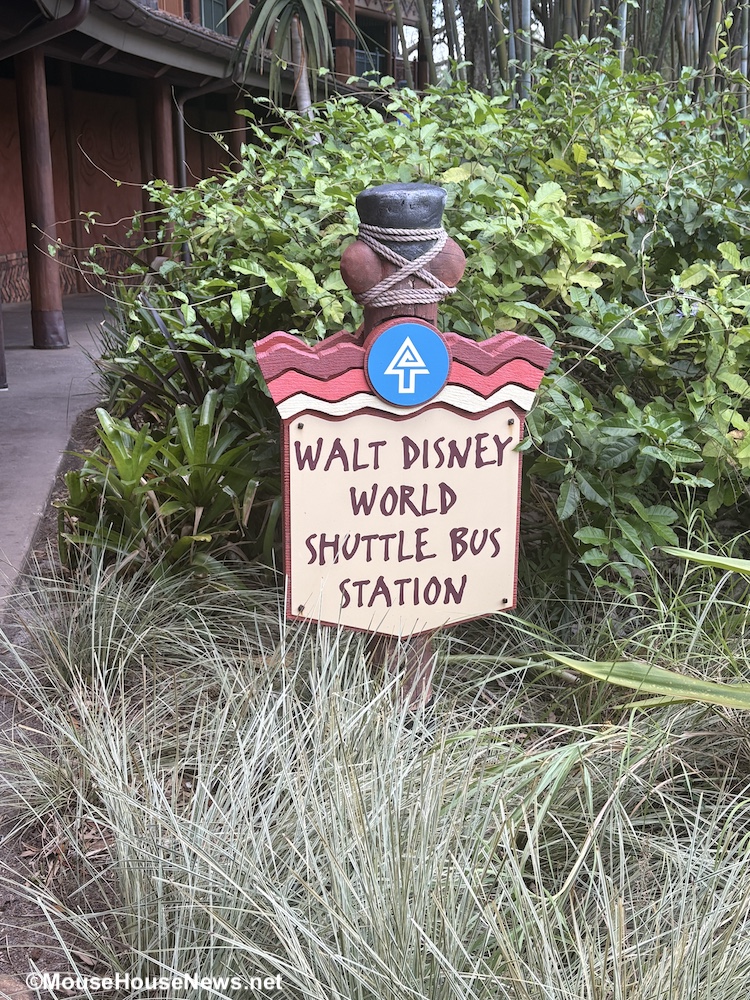 WALT DISNEY
WORLD
SHUTTLE BUS
STATION
©MouseHouseNews.net